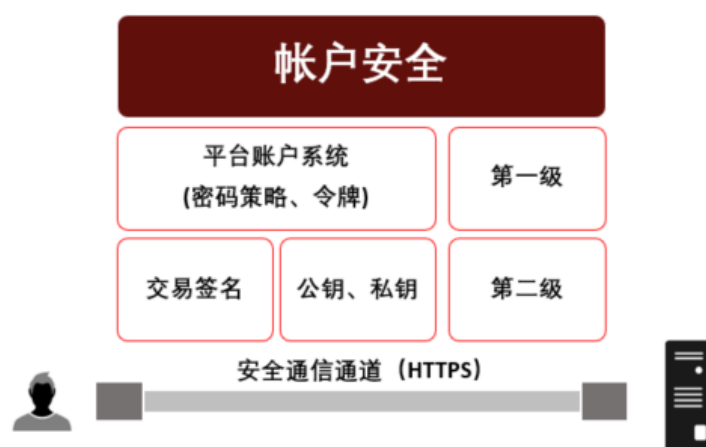 帐户安全
平台账户系统
(密码策略、令牌)
第一级
交易签名
公钥、私钥
第二级
安全通信通道（HTTPS）